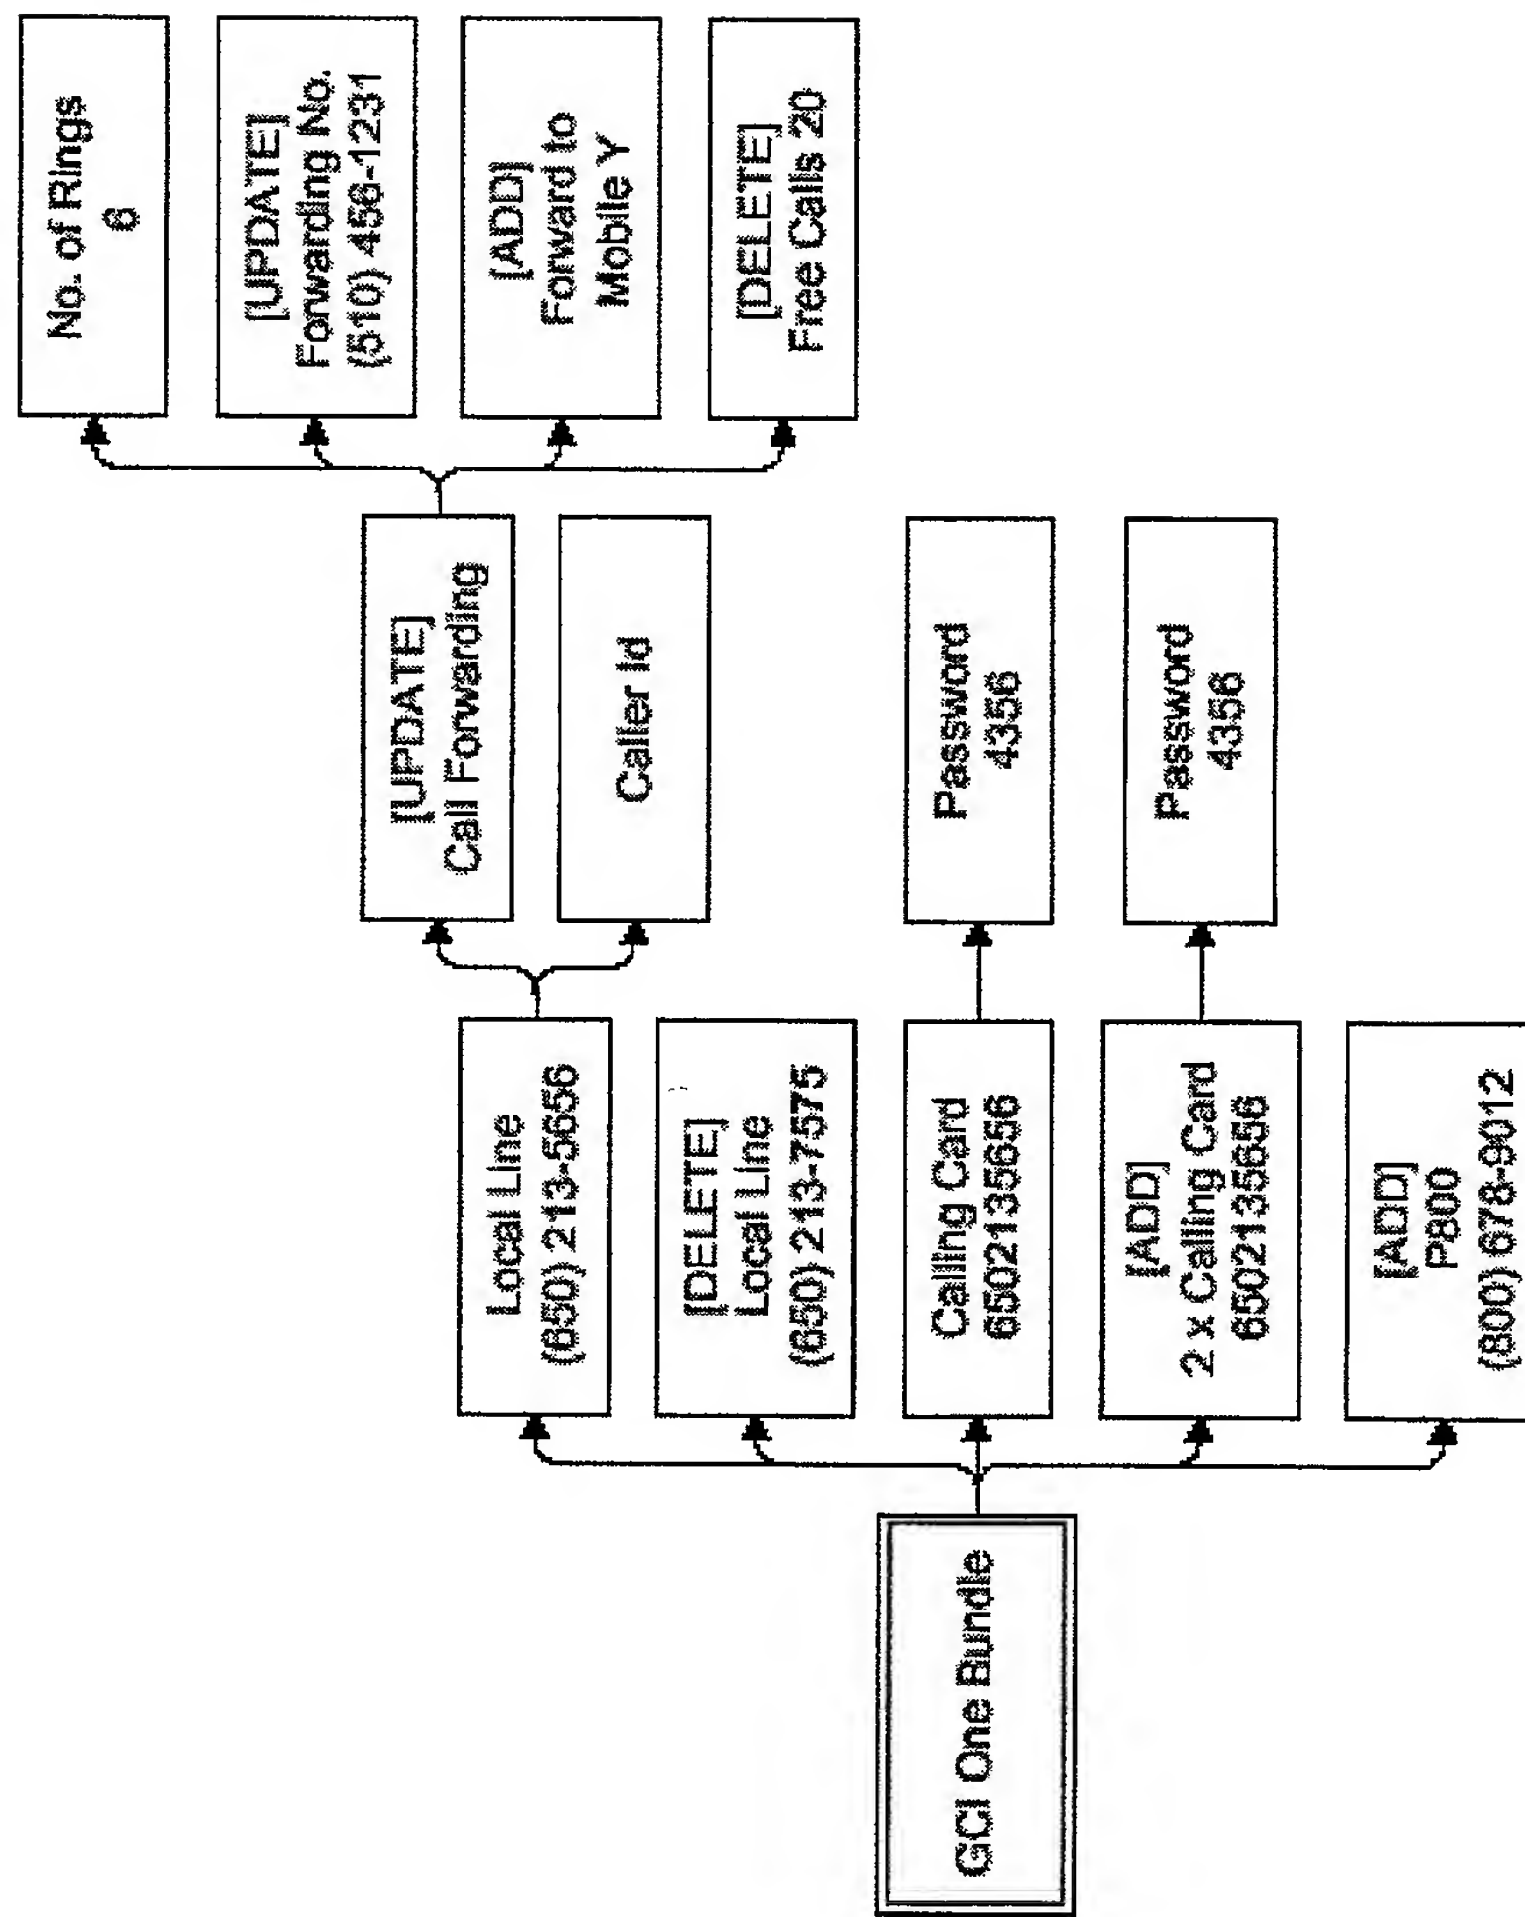 GCI One Bundle
Local Line
(650) 213-5656
[DELETE]
Local Line
(650) 213-7575
Calling Card
6502135656
[ADD]
2 x Calling Card
6502135656
[ADD]
P800
(800) 678-9012
[UPDATE]
Call Forwarding
Caller Id
Password
4356
Password
4356
No. of Rings
6
[UPDATE]
Forwarding No.
(510) 456-1231
[ADD]
Forward to
Mobile Y
[DELETE]
Free Calls 20